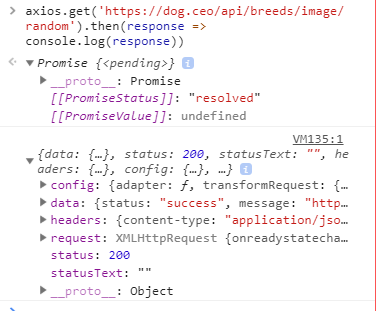 > axios.get('https://dog.ceo/api/breeds/image/
random').then(response =>
console.log(response))
▼ Promise {<pending>} i
▶ __proto__: Promise
[[PromiseStatus]]: "resolved"
[[PromiseValue]]: undefined
VM135:1
▼ {data: {…}, status: 200, statusText: "", he
aders: {…}, config: {…}, …} i
▶ config: {adapter: ƒ, transformRequest: {…
▶ data: {status: "success", message: "http…
▶ headers: {content-type: "application/jso…
▶ request: XMLHttpRequest {onreadystatecha…
status: 200
statusText: ""
▶ __proto__: Object